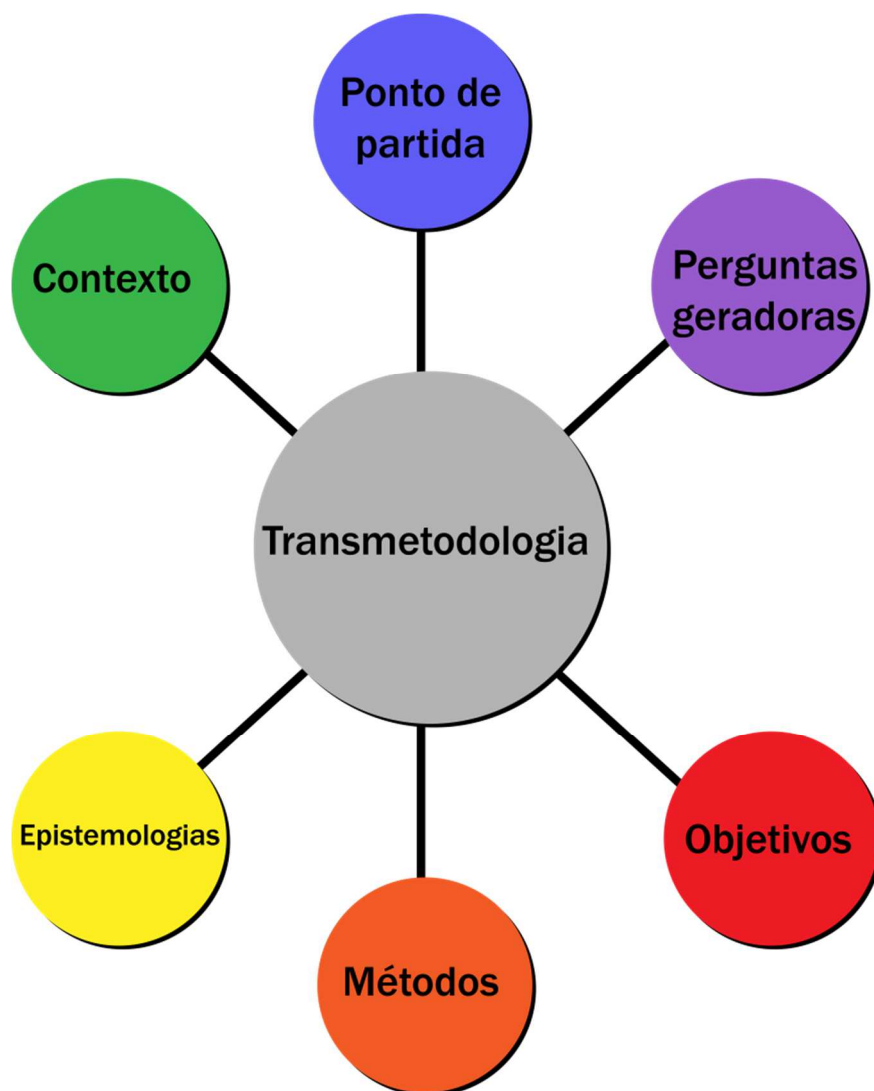 Ponto de
partida
Contexto
Perguntas
geradoras
Transmetodologia
Epistemologias
Objetivos
Métodos